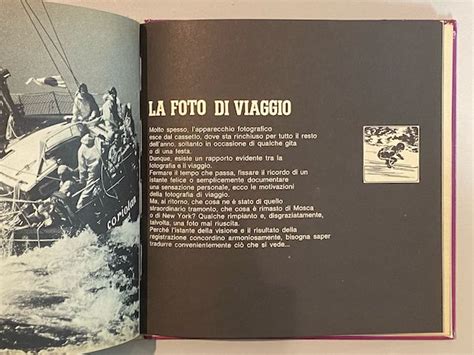 LA FOTO DI VIAGGIO
Molto spesso, l'apparecchio fotografico
esce dal cassetto, dove sta rinchiuso per tutto il resto
dell'anno, soltanto in occasione di qualche gita
o di una festa.
Dunque, esiste un rapporto evidente tra la
fotografia e il viaggio.
Fermare il tempo che passa, fissare il ricordo di un
istante felice o semplicemente documentare
una sensazione personale, ecco le motivazioni
della fotografia di viaggio.
Ma, al ritorno, che cosa ne è stato di quello
straordinario tramonto, che cosa è rimasto di Mosca
o di New York? Qualche rimpianto e, disgraziatamente,
talvolta, una foto mal riuscita.
Perché l'istante della visione e il risultato della
registrazione concordino armoniosamente, bisogna saper
tradurre convenientemente ciò che si vede...